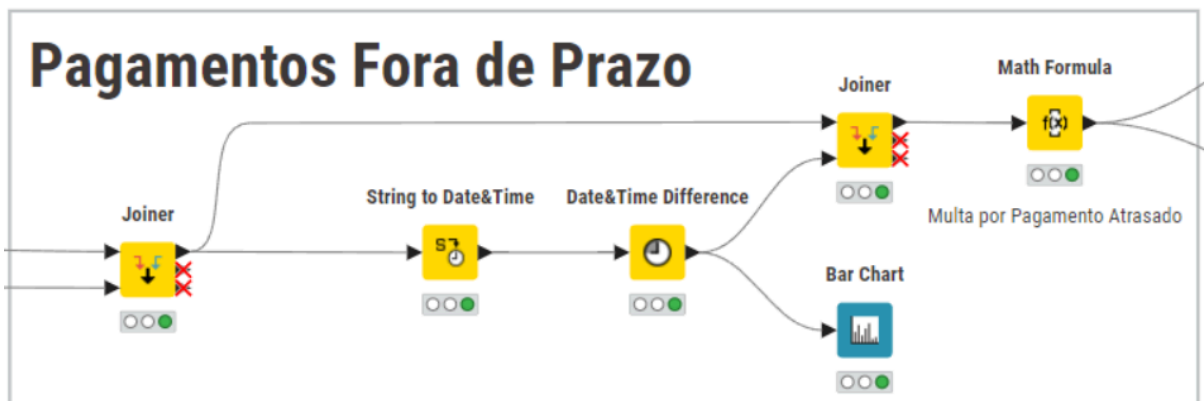 Pagamentos Fora de Prazo
Joiner
Math Formula
f(x)
String to Date&Time
Date&Time Difference
Joiner
S
Multa por Pagamento Atrasado
Bar Chart